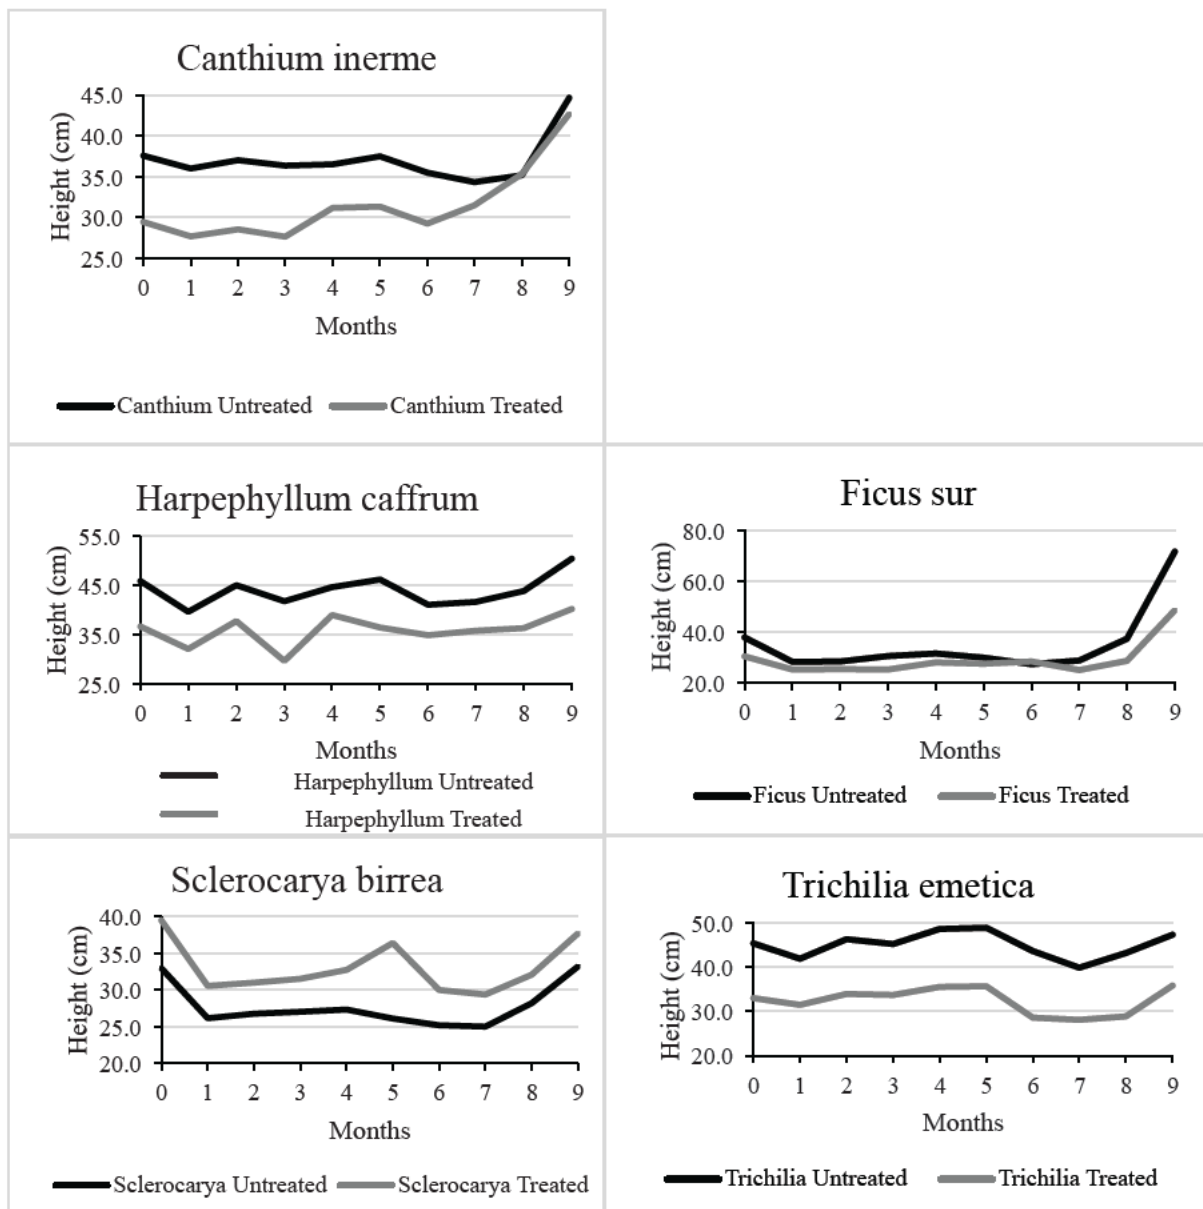 Canthium inerme
Height (cm)
45.0
40.0
35.0
30.0
25.0
0 1 2 3 4 5 6 7 8 9
Months
Canthium Untreated Canthium Treated
Harpephyllum caffrum
Height (cm)
55.0
45.0
35.0
25.0
0 1 2 3 4 5 6 7 8 9
Months
Harpephyllum Untreated
Harpephyllum Treated
Ficus sur
Height (cm)
80.0
60.0
40.0
20.0
0 1 2 3 4 5 6 7 8 9
Months
Ficus Untreated Ficus Treated
Sclerocarya birrea
Height (cm)
40.0
35.0
30.0
25.0
20.0
0 1 2 3 4 5 6 7 8 9
Months
Sclerocarya Untreated Sclerocarya Treated
Trichilia emetica
Height (cm)
50.0
40.0
30.0
20.0
0 1 2 3 4 5 6 7 8 9
Months
Trichilia Untreated Trichilia Treated